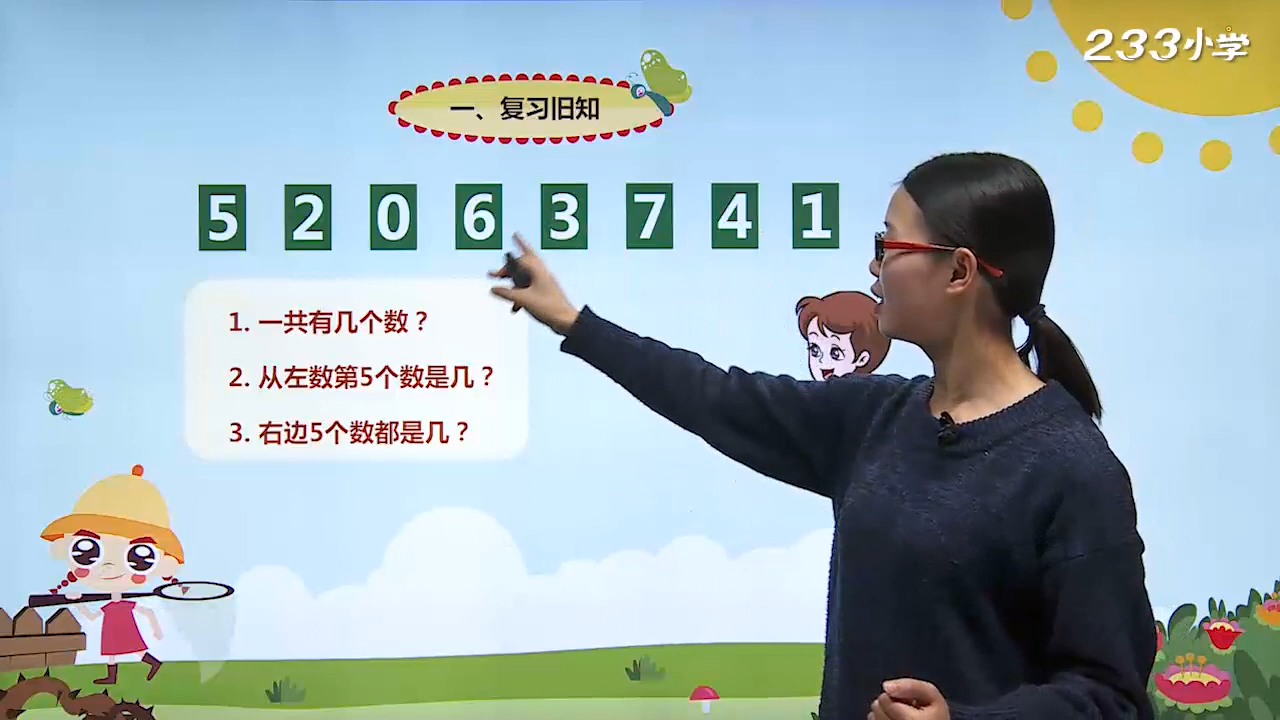 233小学
一、复习旧知
5 2 0 6 3 7 4 1
1. 一共有几个数？
2. 从左数第5个数是几？
3. 右边5个数都是几？